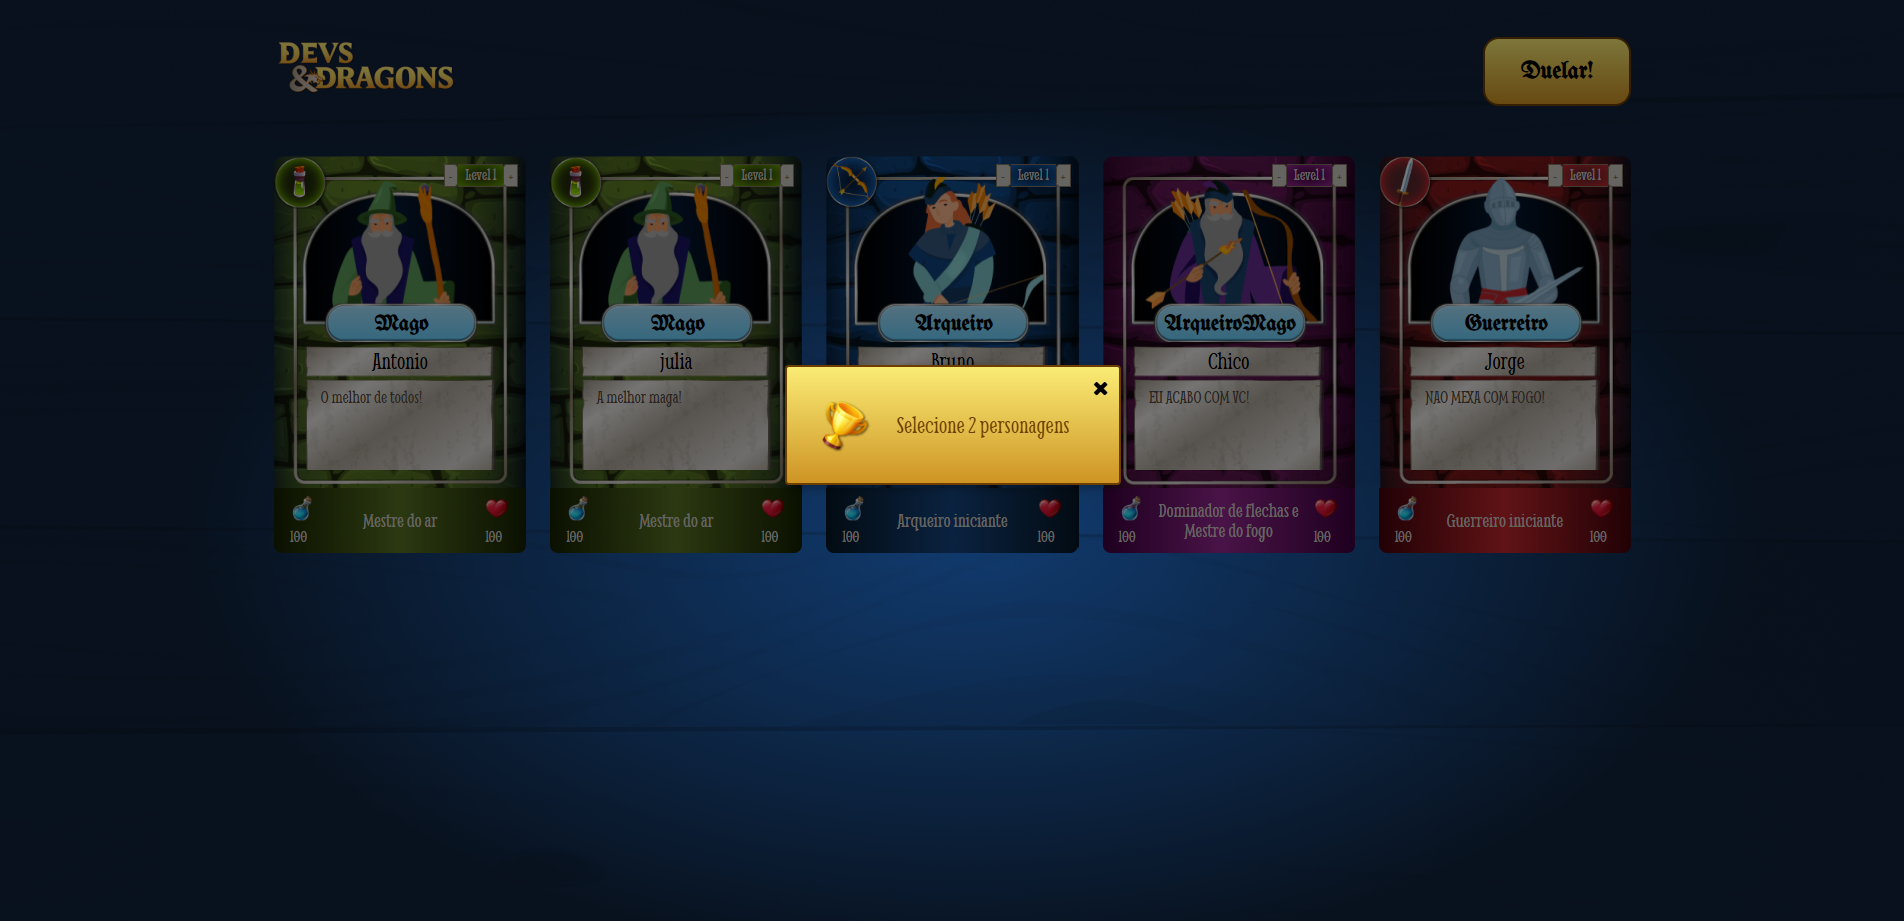 DEVS
&DRAGONS
Duelar!
- Level 1 +
Mago
Antonio
O melhor de todos!
100
Mestre do ar
100
- Level 1 +
Mago
julia
A melhor maga!
100
Mestre do ar
100
- Level 1 +
Arqueiro
Bruno
100
Arqueiro iniciante
100
- Level 1 +
ArqueiroMago
Chico
EU ACABO COM VC!
100
Dominador de flechas e
Mestre do fogo
100
- Level 1 +
Guerreiro
Jorge
NAO MEXA COM FOGO!
100
Guerreiro iniciante
100
Selecione 2 personagens